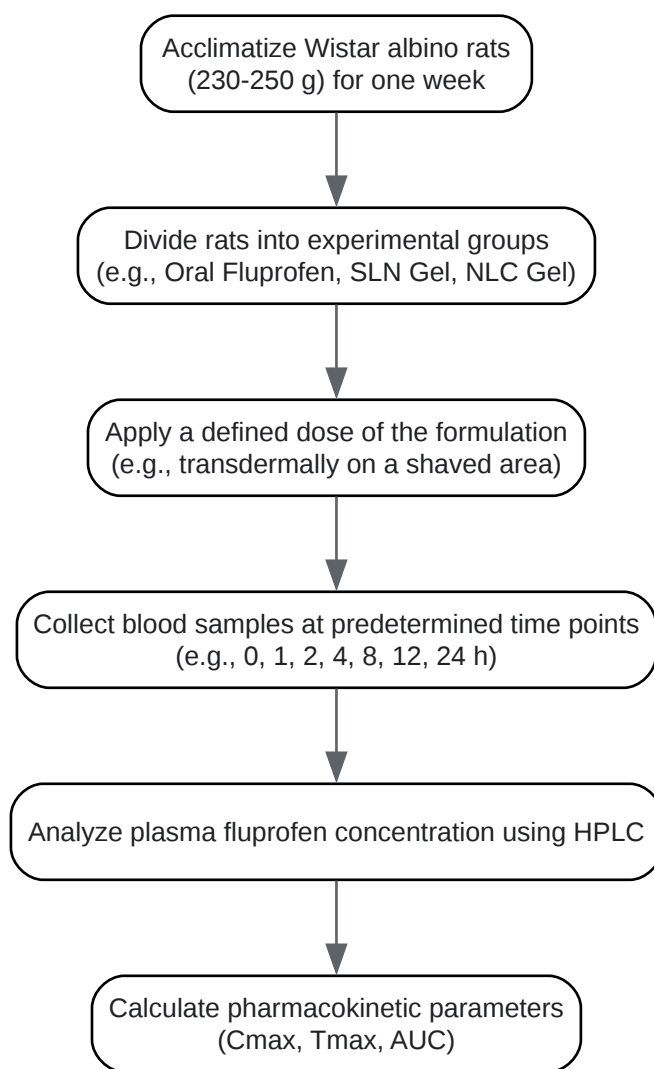 Acclimatize Wistar albino rats
(230-250 g) for one week
Divide rats into experimental groups
(e.g., Oral Fluprofen, SLN Gel, NLC Gel)
Apply a defined dose of the formulation
(e.g., transdermally on a shaved area)
Collect blood samples at predetermined time points
(e.g., 0, 1, 2, 4, 8, 12, 24 h)
Analyze plasma fluprofen concentration using HPLC
Calculate pharmacokinetic parameters
(Cmax, Tmax, AUC)